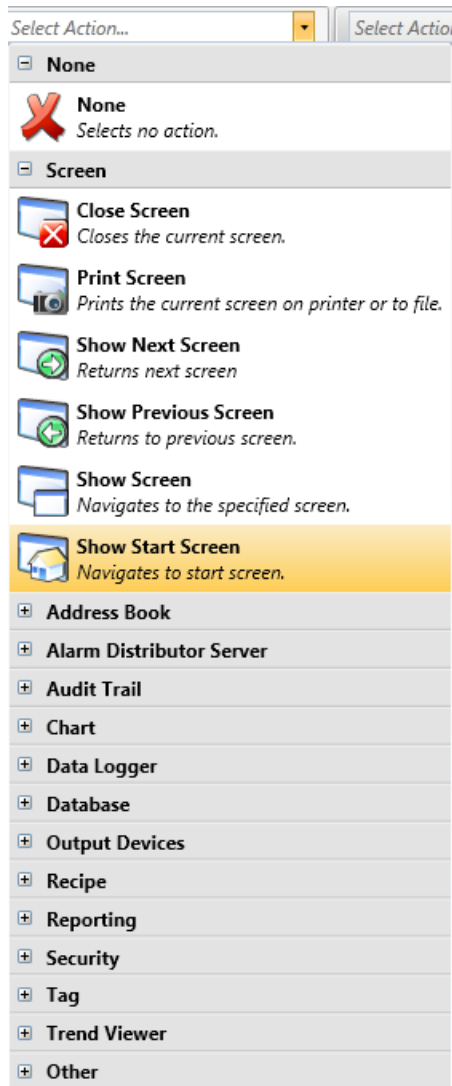 Select Action... Select Actio
None
None
Selects no action.
Screen
Close Screen
Closes the current screen.
Print Screen
Prints the current screen on printer or to file.
Show Next Screen
Returns next screen
Show Previous Screen
Returns to previous screen.
Show Screen
Navigates to the specified screen.
Show Start Screen
Navigates to start screen.
Address Book
Alarm Distributor Server
Audit Trail
Chart
Data Logger
Database
Output Devices
Recipe
Reporting
Security
Tag
Trend Viewer
Other